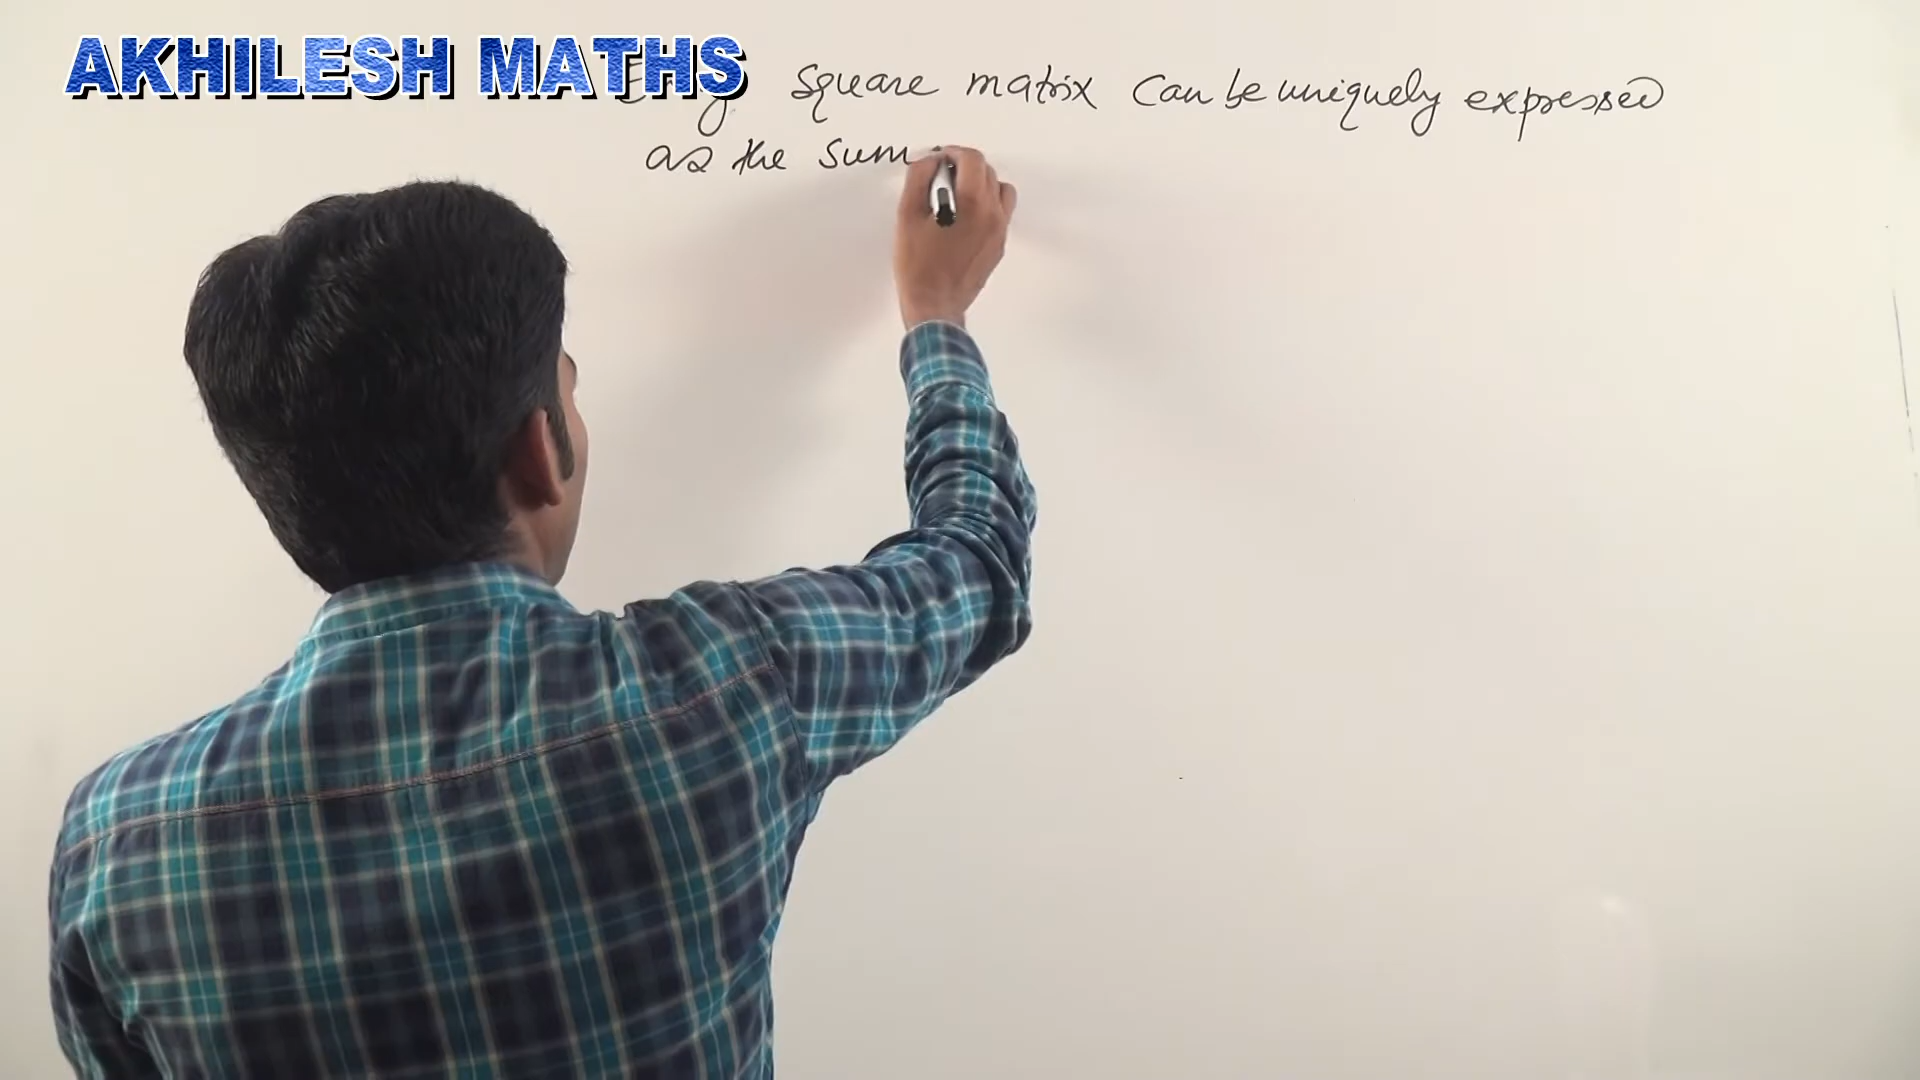 AKHILESH MATHS
square matrix can be uniquely expressed
as the sum